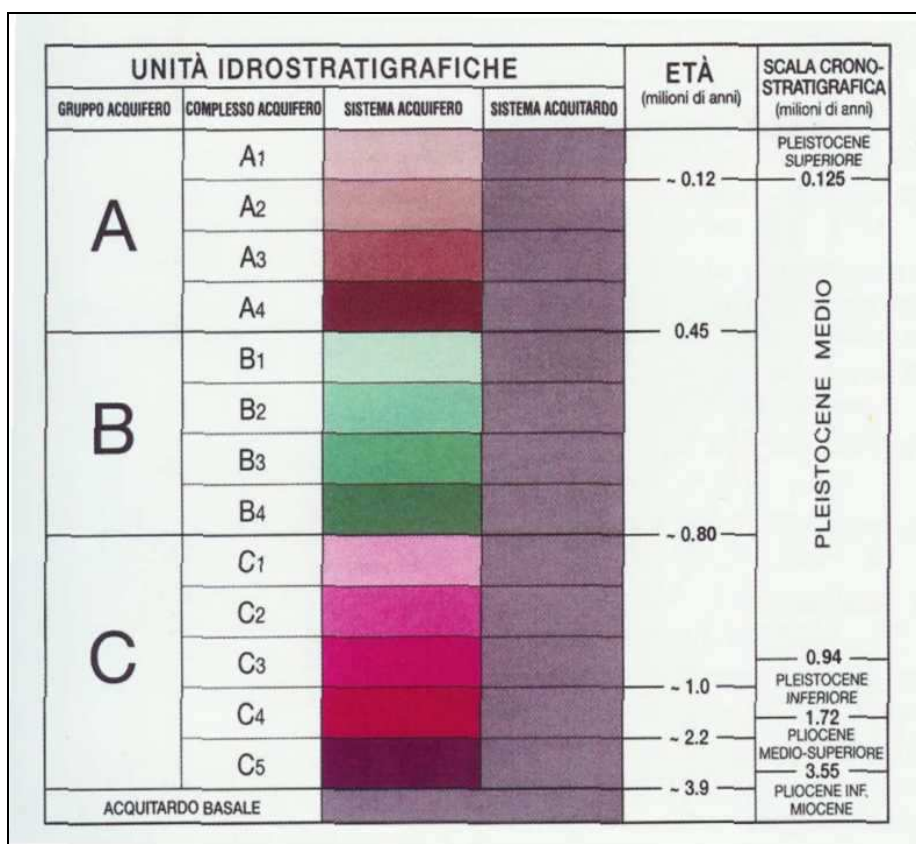 UNITÀ IDROSTRATIGRAFICHE
GRUPPO ACQUIFERO
COMPLESSO ACQUIFERO
SISTEMA ACQUIFERO
SISTEMA ACQUITARDO
ETÀ
(milioni di anni)
SCALA CRONO-
STRATIGRAFICA
(milioni di anni)
A
A1
A2
A3
A4
B
B1
B2
B3
B4
C
C1
C2
C3
C4
C5
ACQUITARDO BASALE
~ 0.12
0.45
~ 0.80
~ 1.0
~ 2.2
~ 3.9
PLEISTOCENE
SUPERIORE
0.125
PLEISTOCENE MEDIO
0.94
PLEISTOCENE
INFERIORE
1.72
PLIOCENE
MEDIO-SUPERIORE
3.55
PLIOCENE INF.
MIOCENE